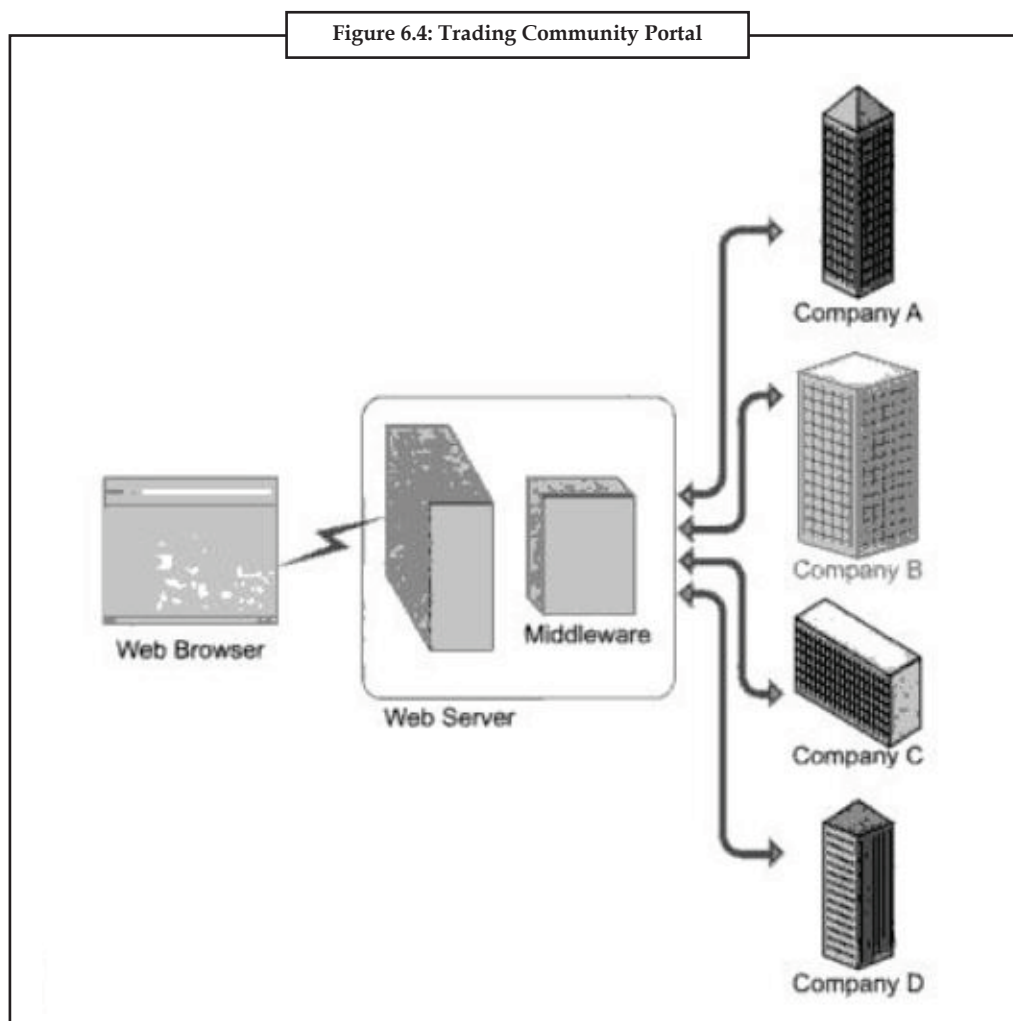 Figure 6.4: Trading Community Portal
Company A
Company B
Web Browser
Middleware
Web Server
Company C
Company D